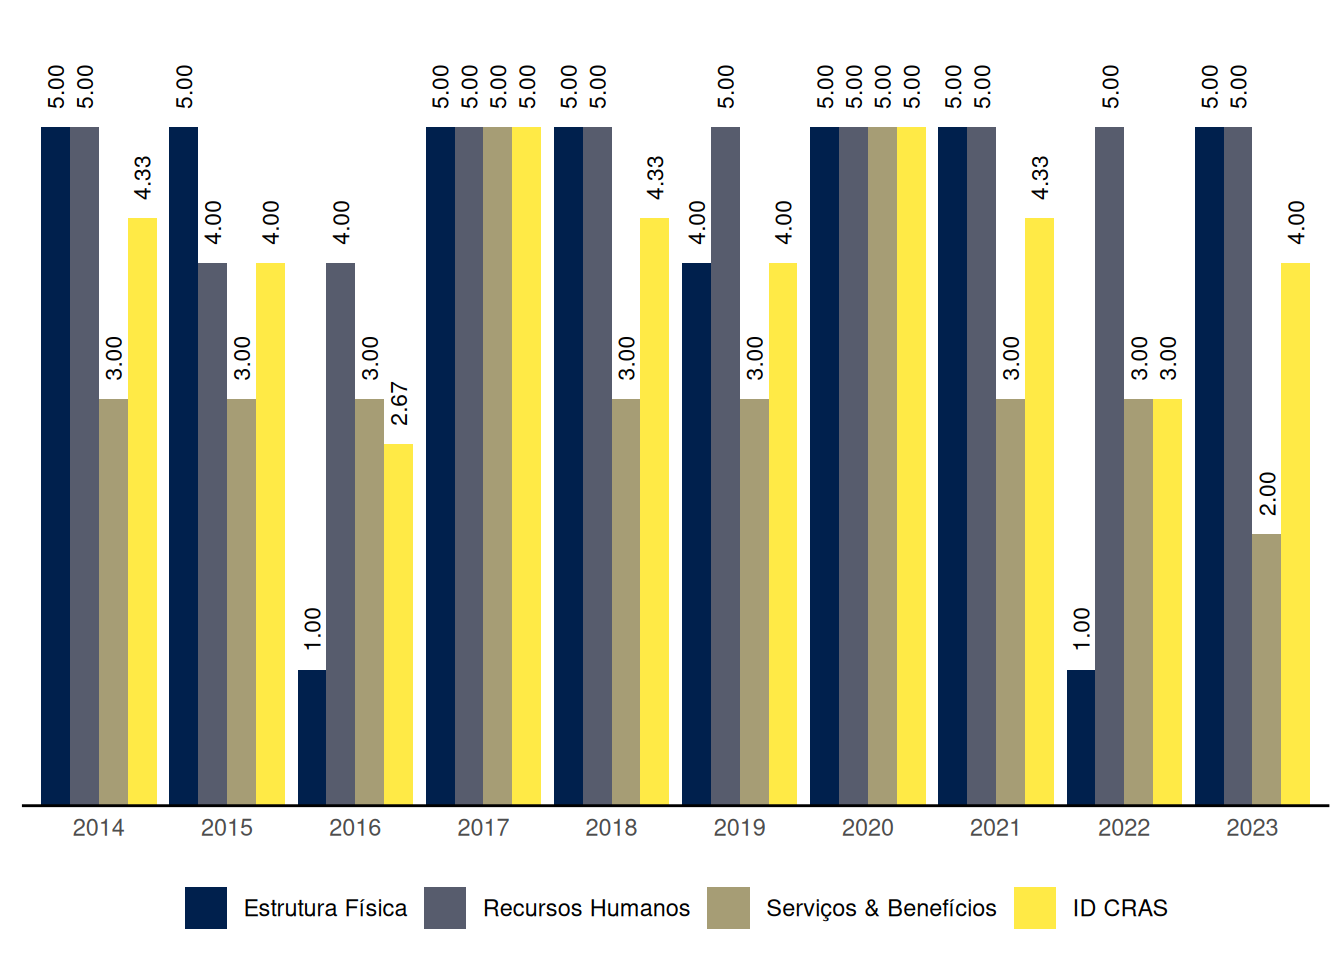 5.00 5.00 3.00 4.33 5.00 4.00 3.00 4.00 1.00 4.00 3.00 2.67 5.00 5.00 5.00 5.00 5.00 5.00 3.00 4.33 4.00 5.00 3.00 4.00 5.00 5.00 5.00 5.00 5.00 5.00 3.00 4.33 1.00 5.00 3.00 3.00 5.00 5.00 2.00 4.00
2014 2015 2016 2017 2018 2019 2020 2021 2022 2023
Estrutura Física Recursos Humanos Serviços & Benefícios ID CRAS